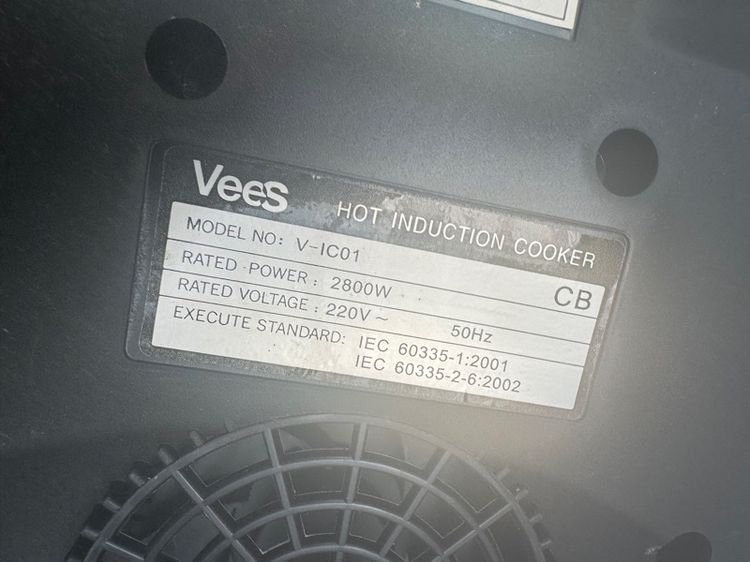 VeeS HOT INDUCTION COOKER
MODEL NO: V-IC01
CB
RATED POWER: 2800W
RATED VOLTAGE: 220V~ 50Hz
EXECUTE STANDARD: IEC 60335-1:2001
IEC 60335-2-6:2002